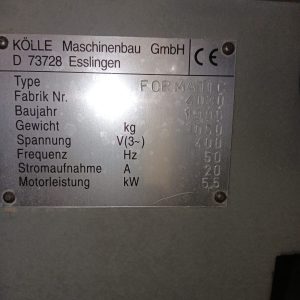 KÖLLE Maschinenbau GmbH
D 73728 Esslingen
CE
Type FORMATIC
Fabrik Nr.
Baujahr
Gewicht kg
Spannung V(3~) 400
Frequenz Hz 50
Stromaufnahme A 20
Motorleistung kW 5.5